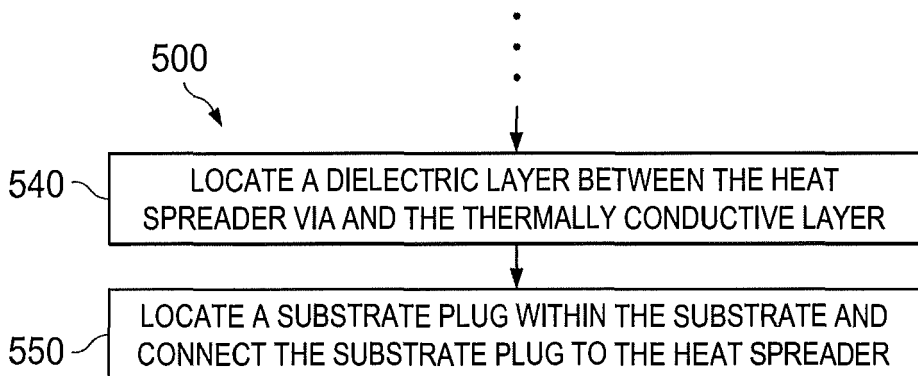 500
540
LOCATE A DIELECTRIC LAYER BETWEEN THE HEAT
SPREADER VIA AND THE THERMALLY CONDUCTIVE LAYER
550
LOCATE A SUBSTRATE PLUG WITHIN THE SUBSTRATE AND
CONNECT THE SUBSTRATE PLUG TO THE HEAT SPREADER